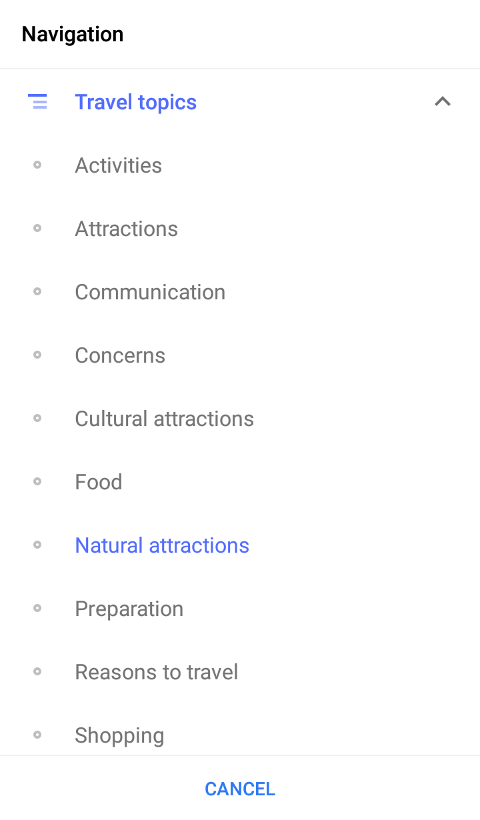 Navigation
Travel topics
Activities
Attractions
Communication
Concerns
Cultural attractions
Food
Natural attractions
Preparation
Reasons to travel
Shopping
CANCEL